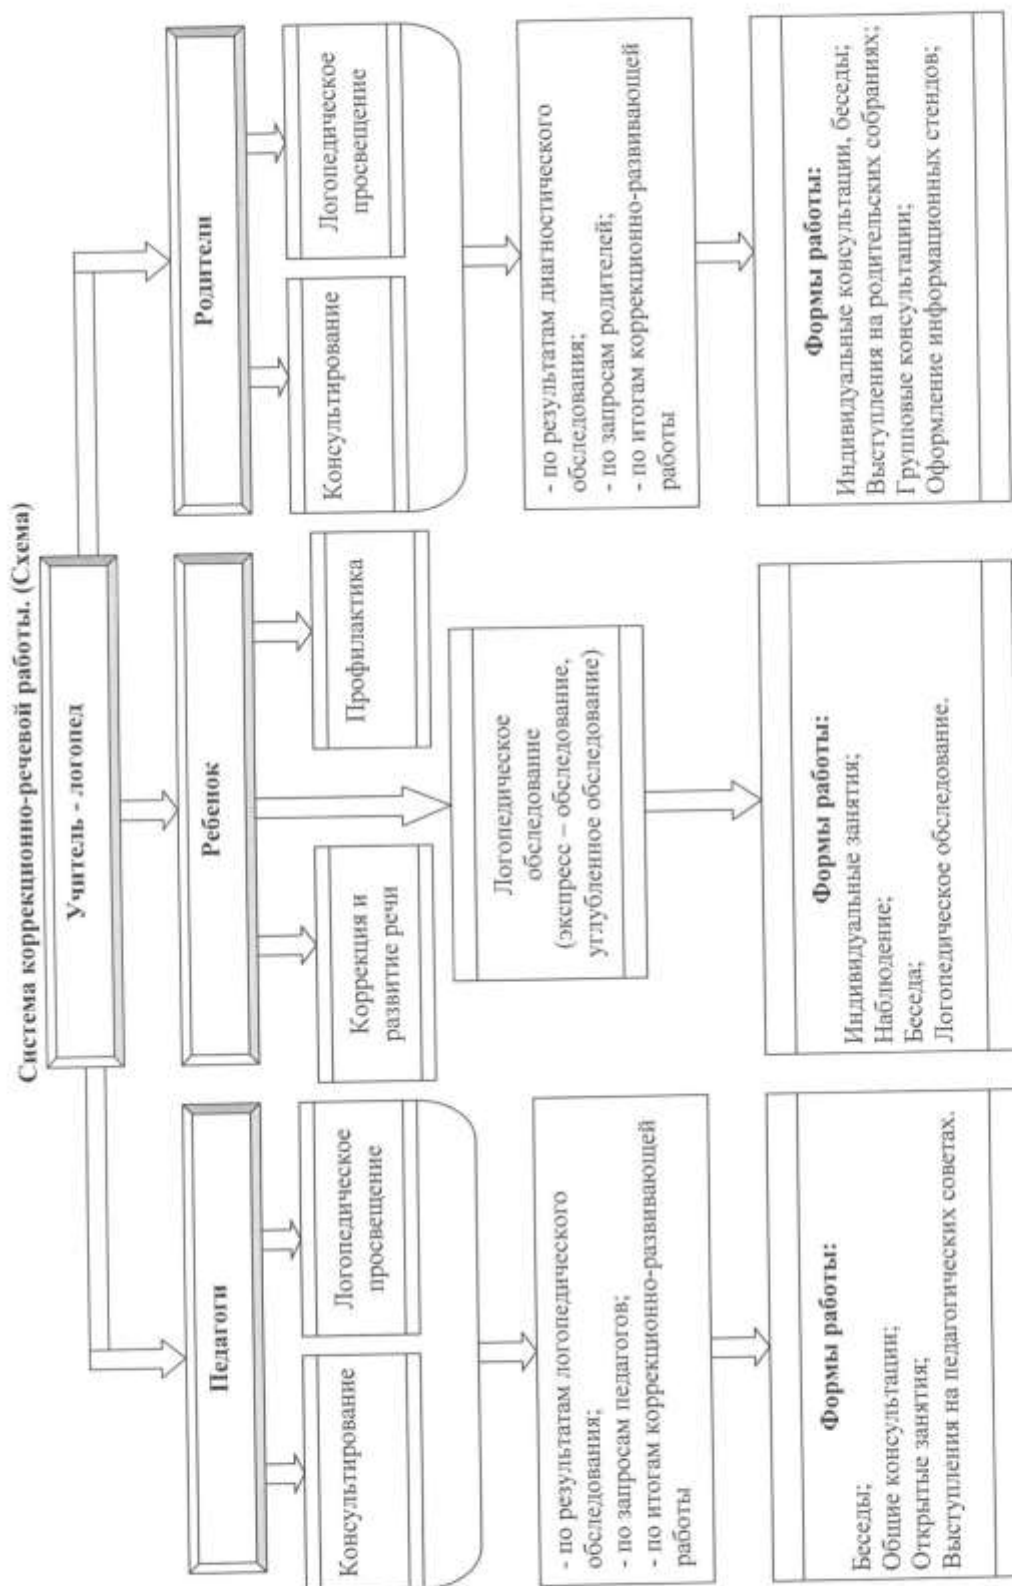 Система коррекционно-речевой работы. (Схема)
Учитель - логопед
Педагоги
Ребенок
Родители
Консультирование
Логопедическое
просвещение
Коррекция и
развитие речи
Профилактика
Консультирование
Логопедическое
просвещение
- по результатам логопедического
обследования;
- по запросам педагогов;
- по итогам коррекционно-развивающей
работы
Логопедическое
обследование
(экспресс – обследование,
углубленное обследование)
- по результатам диагностического
обследования;
- по запросам родителей;
- по итогам коррекционно-развивающей
работы
Формы работы:
Беседы;
Общие консультации;
Открытые занятия;
Выступления на педагогических советах.
Формы работы:
Индивидуальные занятия;
Наблюдение;
Беседа;
Логопедическое обследование.
Формы работы:
Индивидуальные консультации, беседы;
Выступления на родительских собраниях;
Групповые консультации;
Оформление информационных стендов;